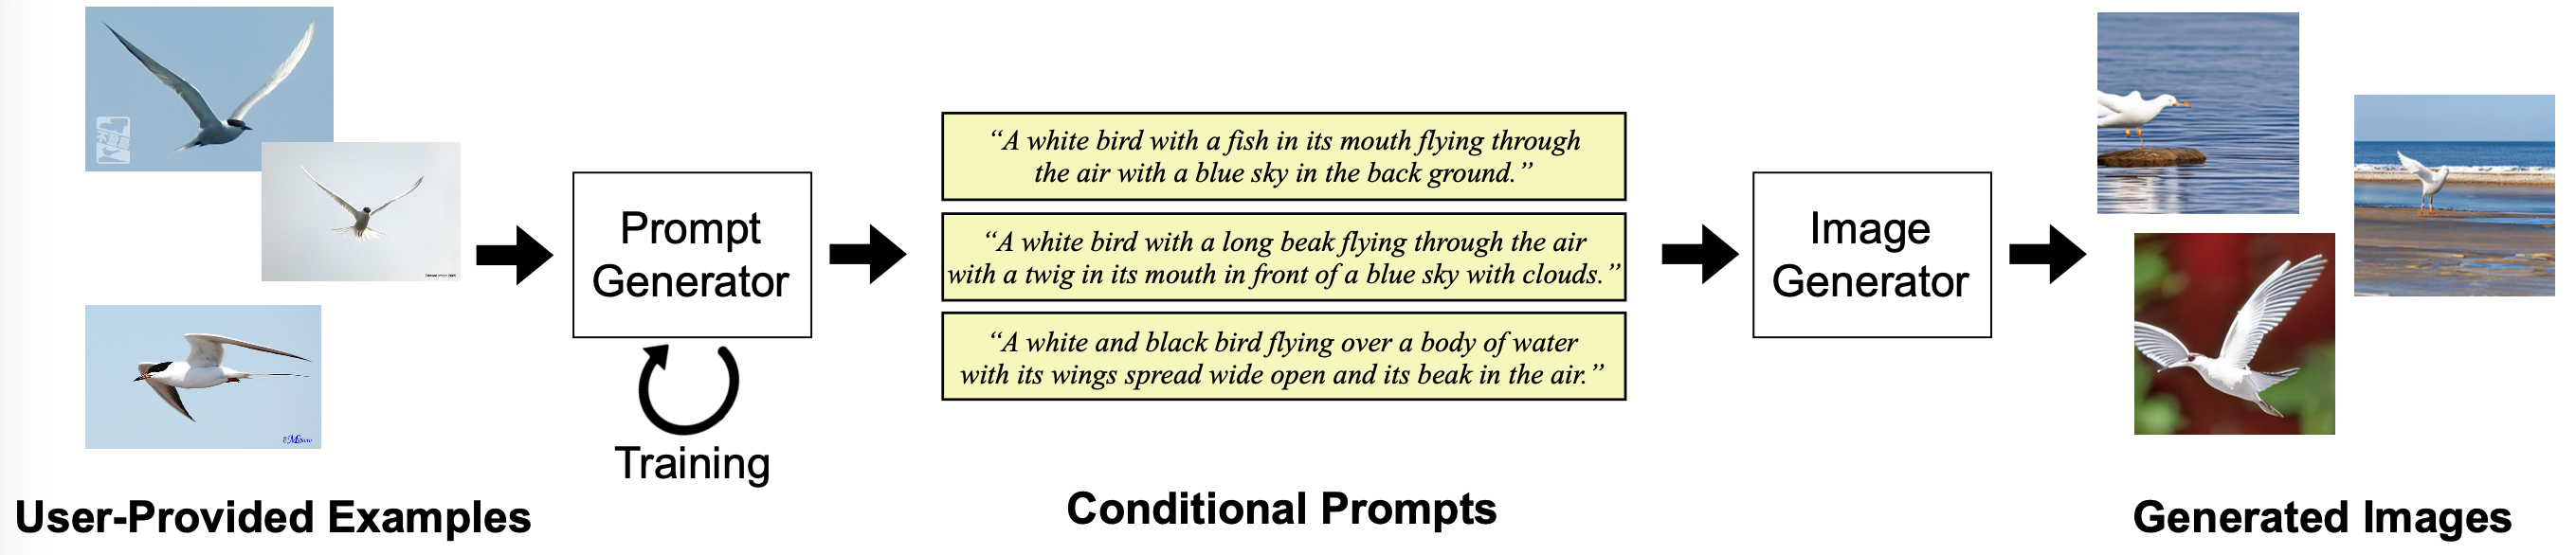 Prompt
Generator
Training
“A white bird with a fish in its mouth flying through
the air with a blue sky in the back ground.”
“A white bird with a long beak flying through the air
with a twig in its mouth in front of a blue sky with clouds.”
“A white and black bird flying over a body of water
with its wings spread wide open and its beak in the air.”
Image
Generator
User-Provided Examples
Conditional Prompts
Generated Images